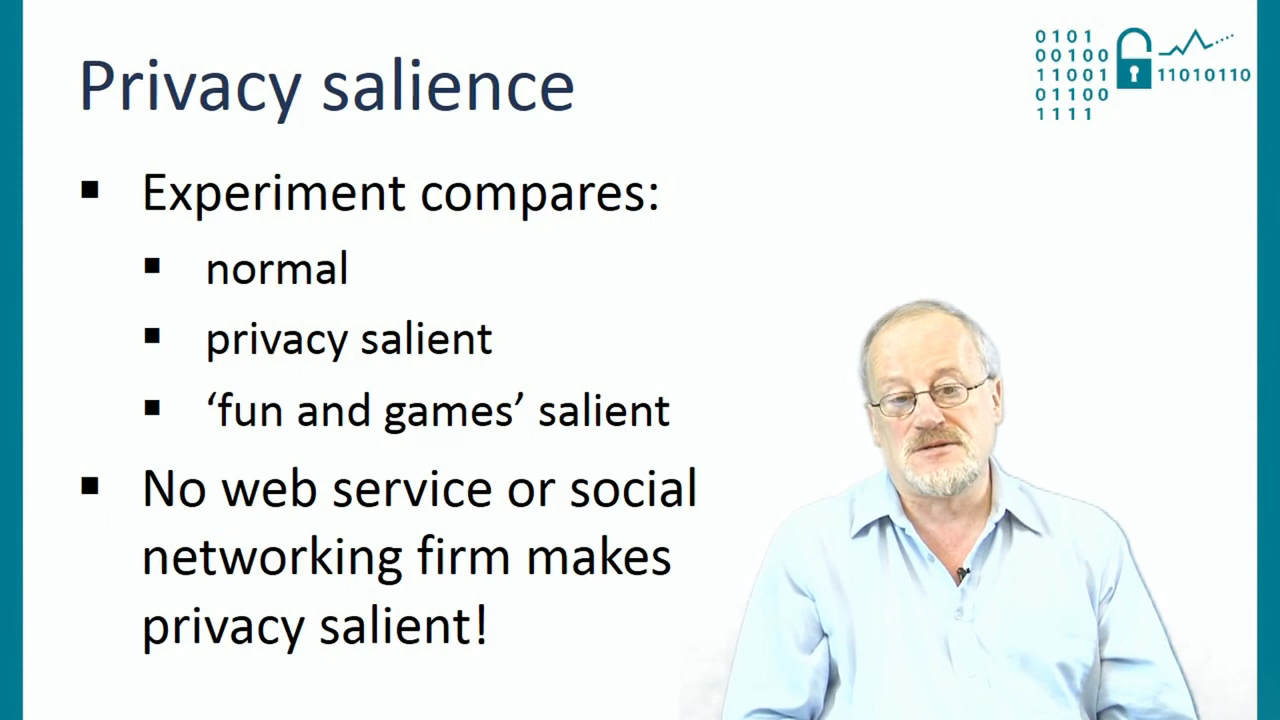 Privacy salience
0101
00100
11001
11010110
01100
1111
▪ Experiment compares:
▪ normal
▪ privacy salient
▪ ‘fun and games’ salient
▪ No web service or social
networking firm makes
privacy salient!